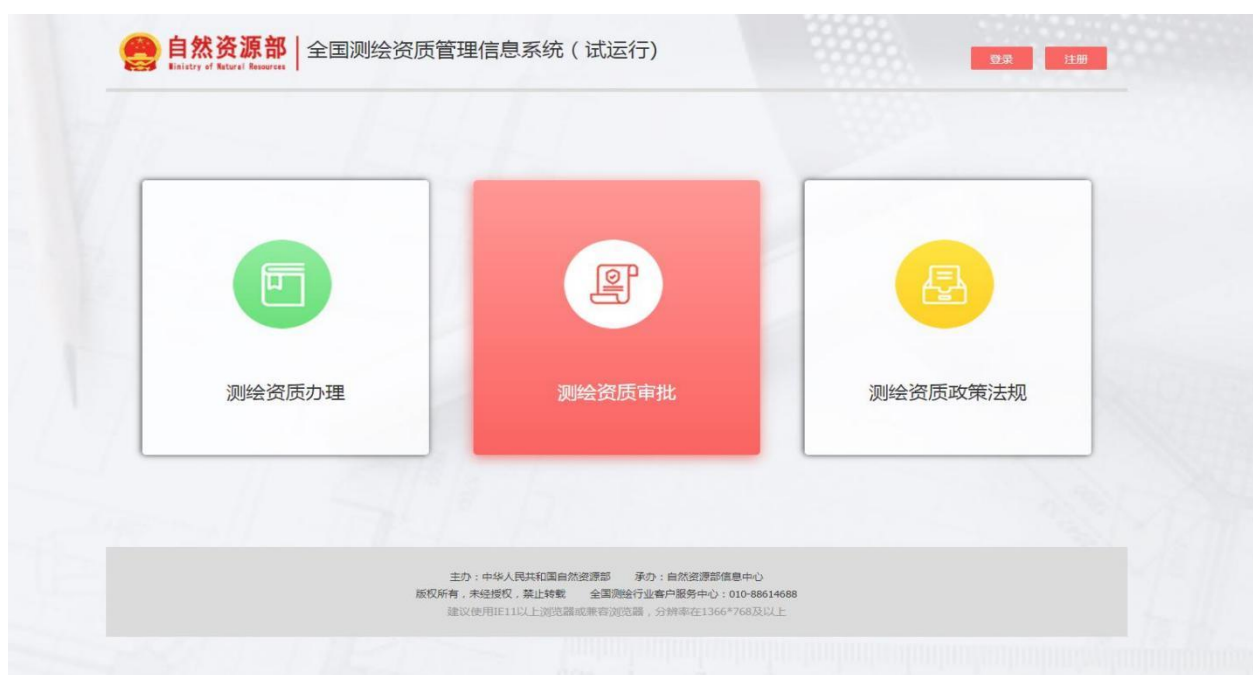 自然资源部 全国测绘资质管理信息系统（试运行)
Ministry of Natural Resources
登录 注册
测绘资质办理 测绘资质审批 测绘资质政策法规
主办：中华人民共和国自然资源部 承办：自然资源部信息中心
版权所有，未经授权，禁止转载 全国测绘行业客户服务中心：010-88614688
建议使用IE11以上浏览器或兼容浏览器，分辨率在1366*768及以上